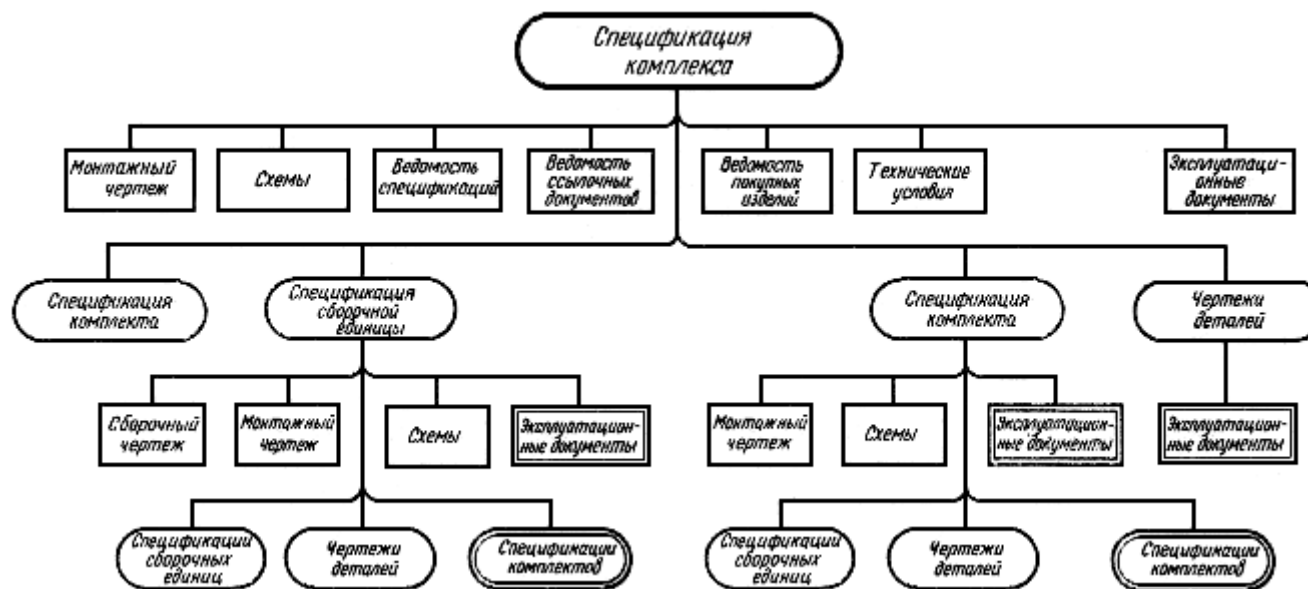 Спецификация
комплекса
Монтажный
чертеж
Схемы
Ведомость
спецификаций
Ведомость
ссылочных
документов
Ведомость
покупных
изделий
Технические
условия
Эксплуатаци-
онные
документы
Спецификация
комплекта
Спецификация
сборочной
единицы
Спецификация
комплекта
Чертежи
деталей
Сборочный
чертеж
Монтажный
чертеж
Схемы
Эксплуатацион-
ные документы
Монтажный
чертеж
Схемы
Эксплуатацион-
ные документы
Эксплуатацион-
ные документы
Спецификации
сборочных
единиц
Чертежи
деталей
Спецификации
комплектов
Спецификации
сборочных
единиц
Чертежи
деталей
Спецификации
комплектов